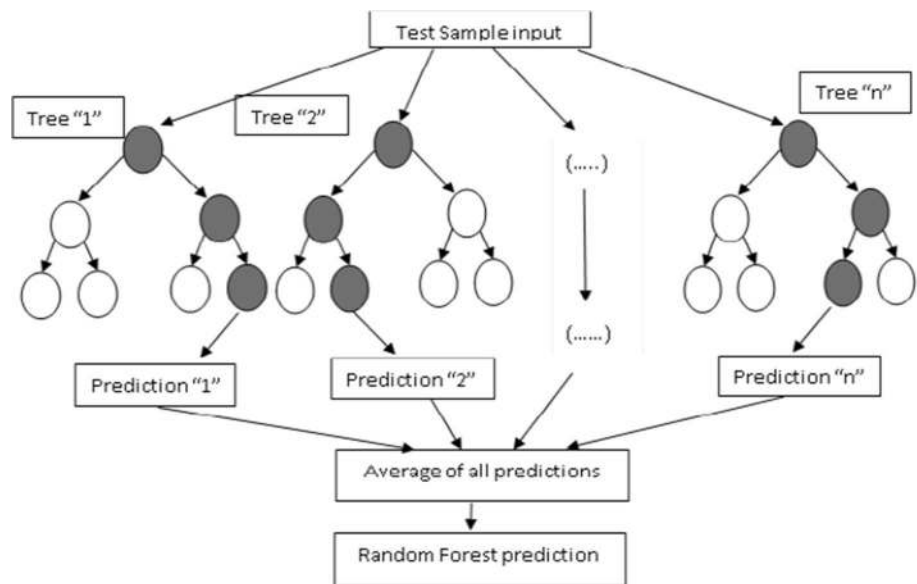 Test Sample input
Tree “1”
Tree “2”
Tree “n”
(.....)
(......)
Prediction “1”
Prediction “2”
Prediction “n”
Average of all predictions
Random Forest prediction